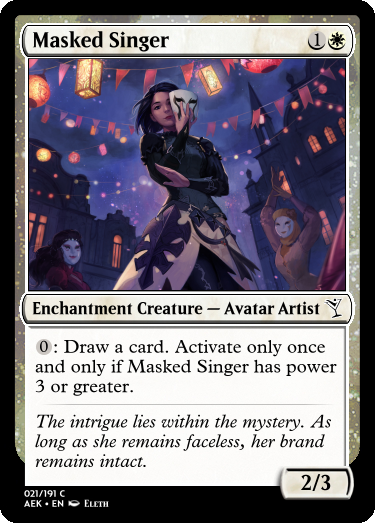 Masked Singer 1
Enchantment Creature — Avatar Artist
0: Draw a card. Activate only once
and only if Masked Singer has power
3 or greater.
The intrigue lies within the mystery. As
long as she remains faceless, her brand
remains intact.
2/3
021/191 C
AEK • EN Eleth